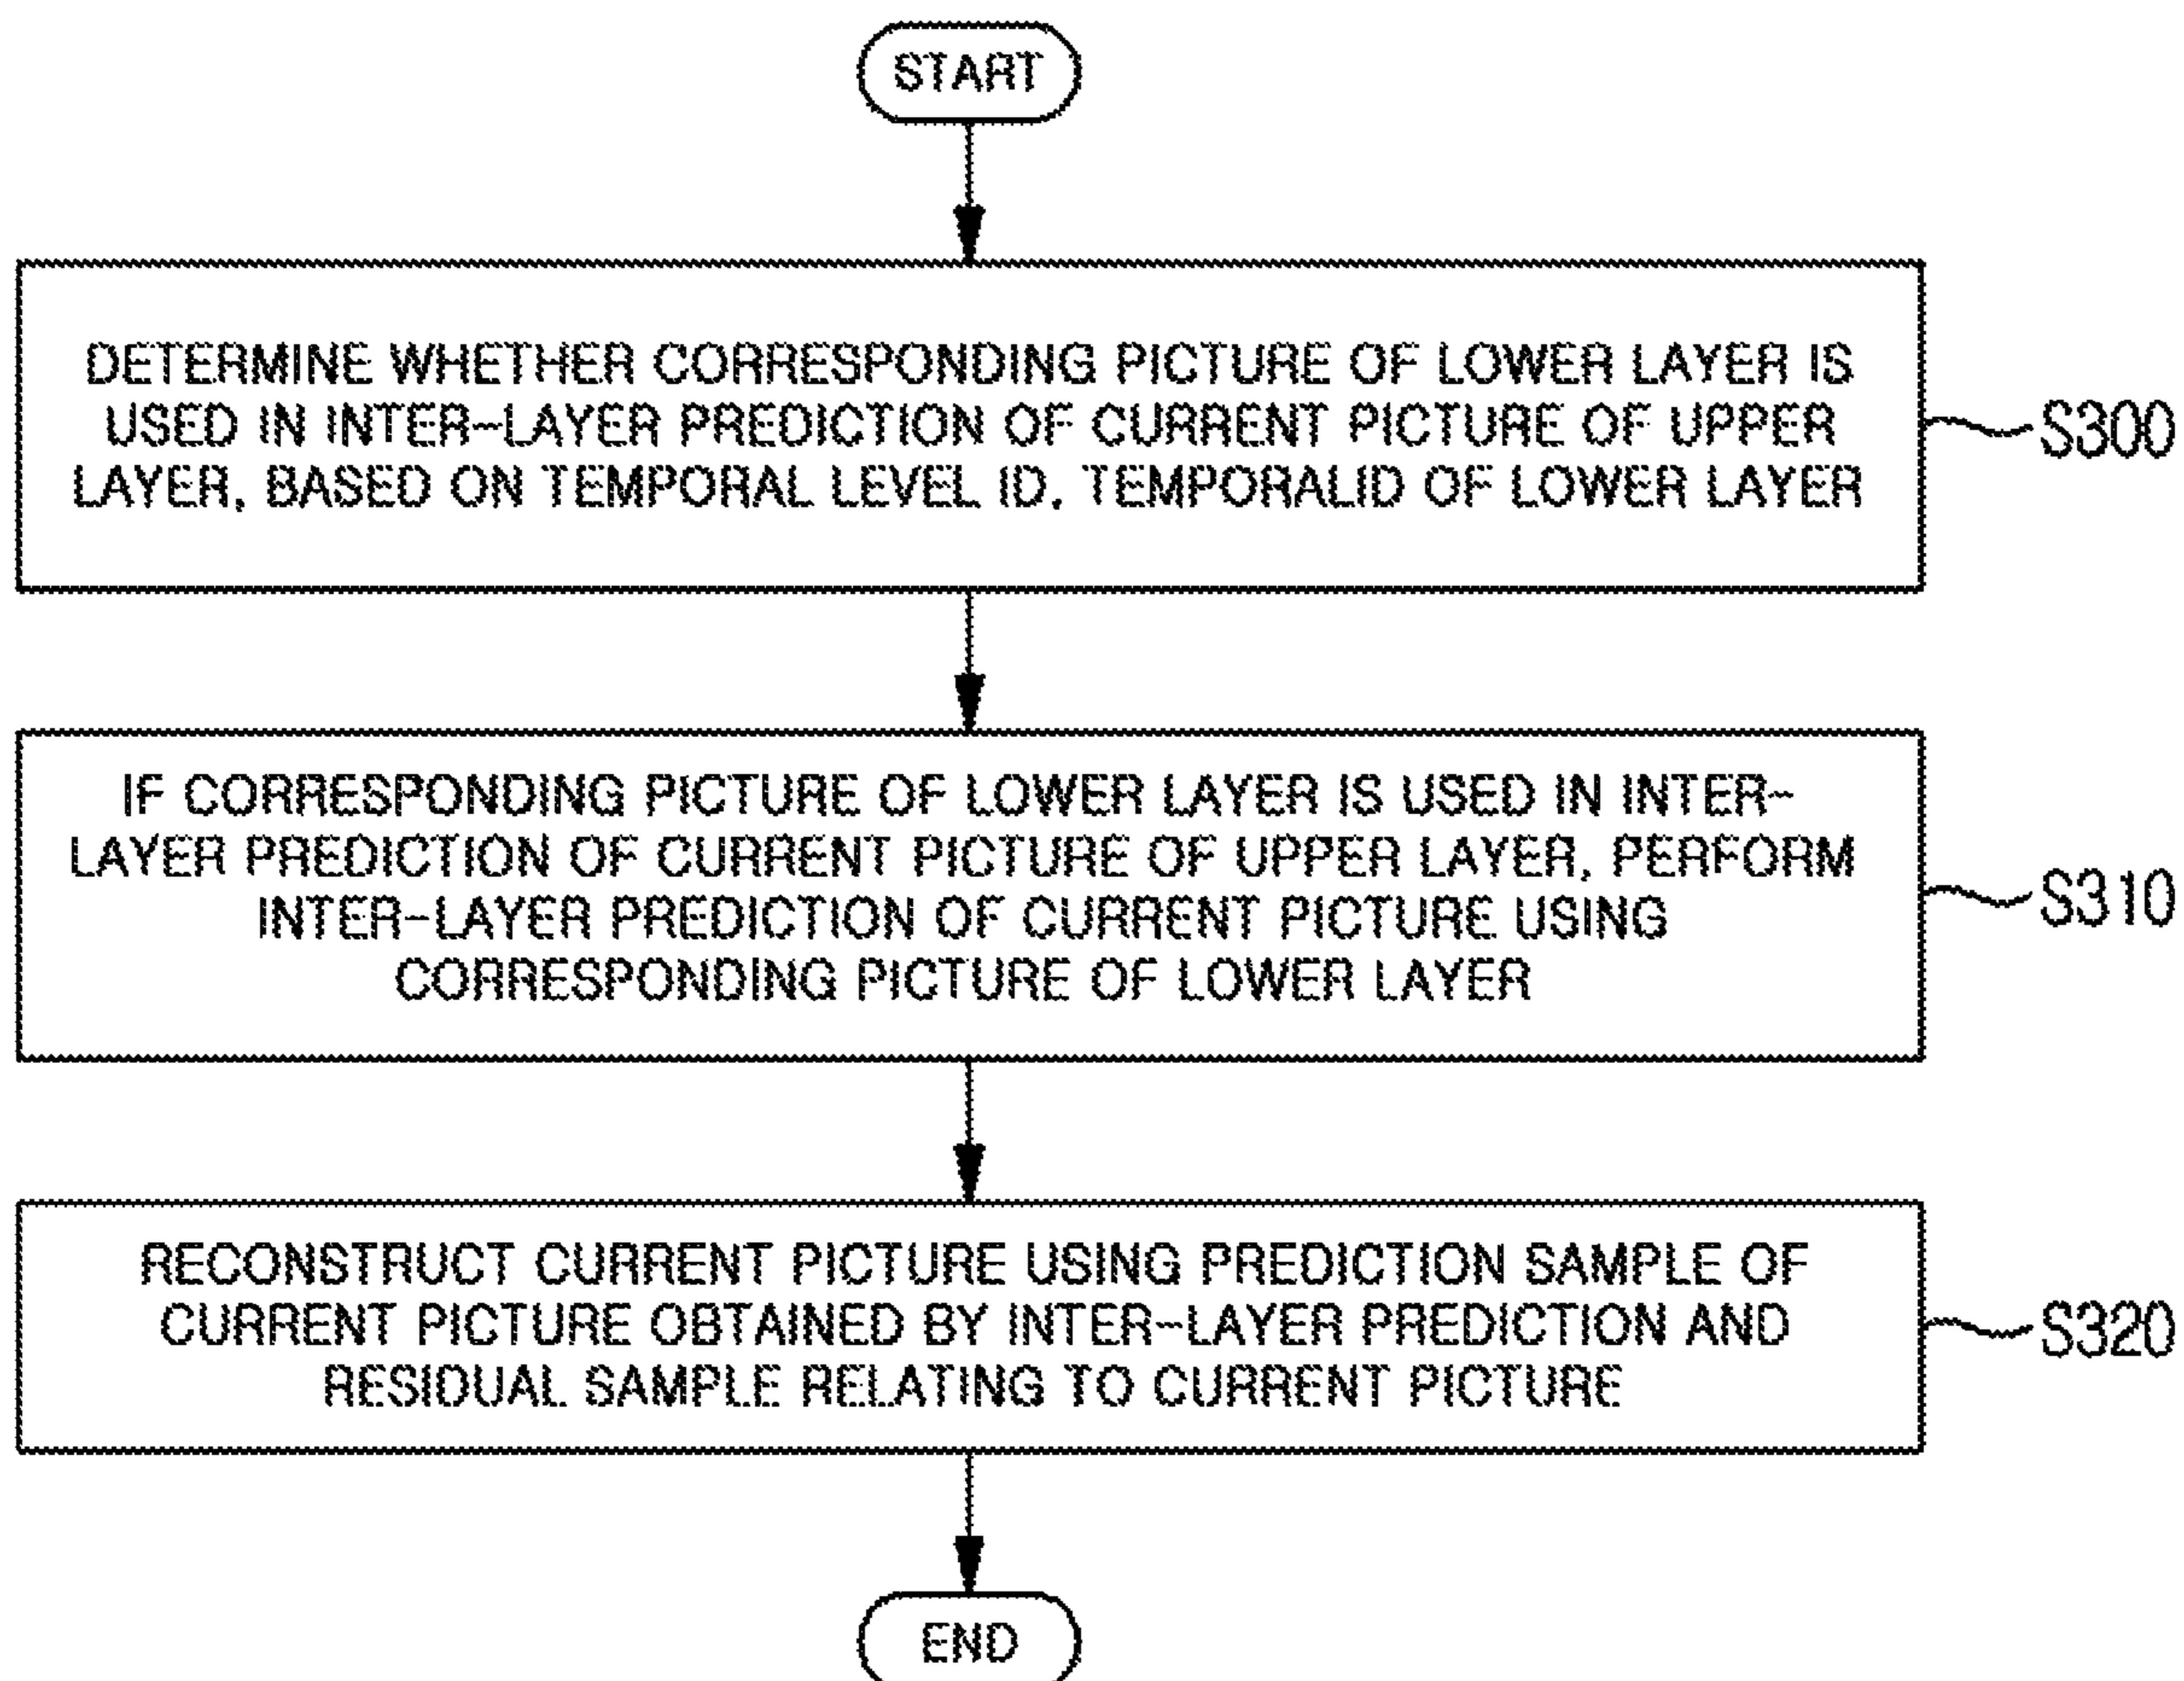 START
DETERMINE WHETHER CORRESPONDING PICTURE OF LOWER LAYER IS
USED IN INTER-LAYER PREDICTION OF CURRENT PICTURE OF UPPER
LAYER, BASED ON TEMPORAL LEVEL ID, TEMPORALID OF LOWER LAYER
S300
IF CORRESPONDING PICTURE OF LOWER LAYER IS USED IN INTER-
LAYER PREDICTION OF CURRENT PICTURE OF UPPER LAYER, PERFORM
INTER-LAYER PREDICTION OF CURRENT PICTURE USING
CORRESPONDING PICTURE OF LOWER LAYER
S310
RECONSTRUCT CURRENT PICTURE USING PREDICTION SAMPLE OF
CURRENT PICTURE OBTAINED BY INTER-LAYER PREDICTION AND
RESIDUAL SAMPLE RELATING TO CURRENT PICTURE
S320
END